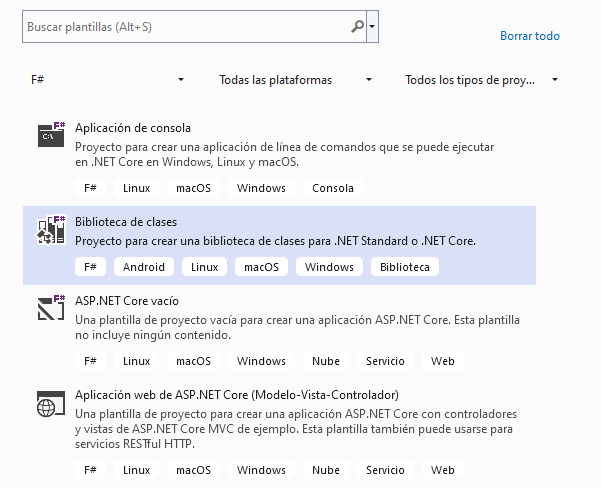 Buscar plantillas (Alt+S)
Borrar todo
F# Todas las plataformas Todos los tipos de proy...
F#
C:\
Aplicación de consola
Proyecto para crear una aplicación de línea de comandos que se puede ejecutar
en .NET Core en Windows, Linux y macOS.
F# Linux macOS Windows Consola
F#
Biblioteca de clases
Proyecto para crear una biblioteca de clases para .NET Standard o .NET Core.
F# Android Linux macOS Windows Biblioteca
F#
ASP.NET Core vacío
Una plantilla de proyecto vacía para crear una aplicación ASP.NET Core. Esta plantilla
no incluye ningún contenido.
F# Linux macOS Windows Nube Servicio Web
Aplicación web de ASP.NET Core (Modelo-Vista-Controlador)
Una plantilla de proyecto para crear una aplicación ASP.NET Core con controladores
y vistas de ASP.NET Core MVC de ejemplo. Esta plantilla también puede usarse para
servicios RESTful HTTP.
F# Linux macOS Windows Nube Servicio Web